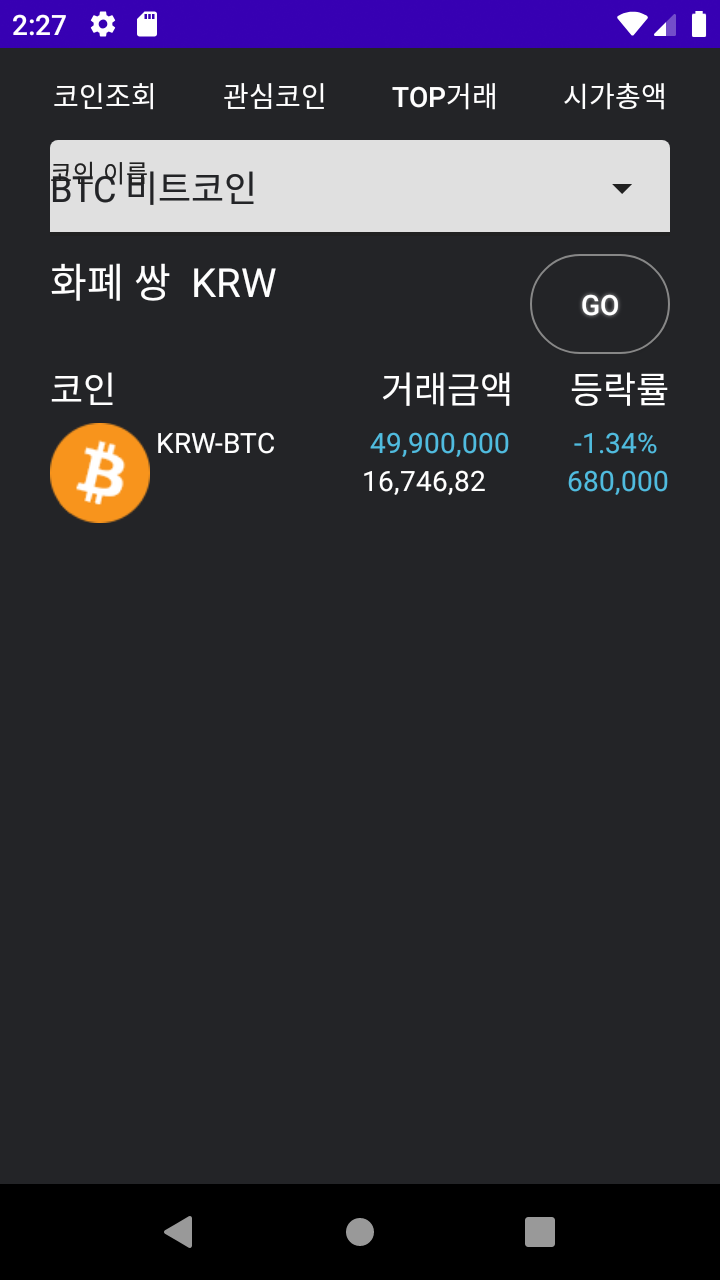 2:27
코인조회 관심코인 TOP거래 시가총액
코인 이름
BTC 비트코인
화폐 쌍 KRW
GO
코인 거래금액 등락률
KRW-BTC 49,900,000 -1.34%
16,746,82 680,000